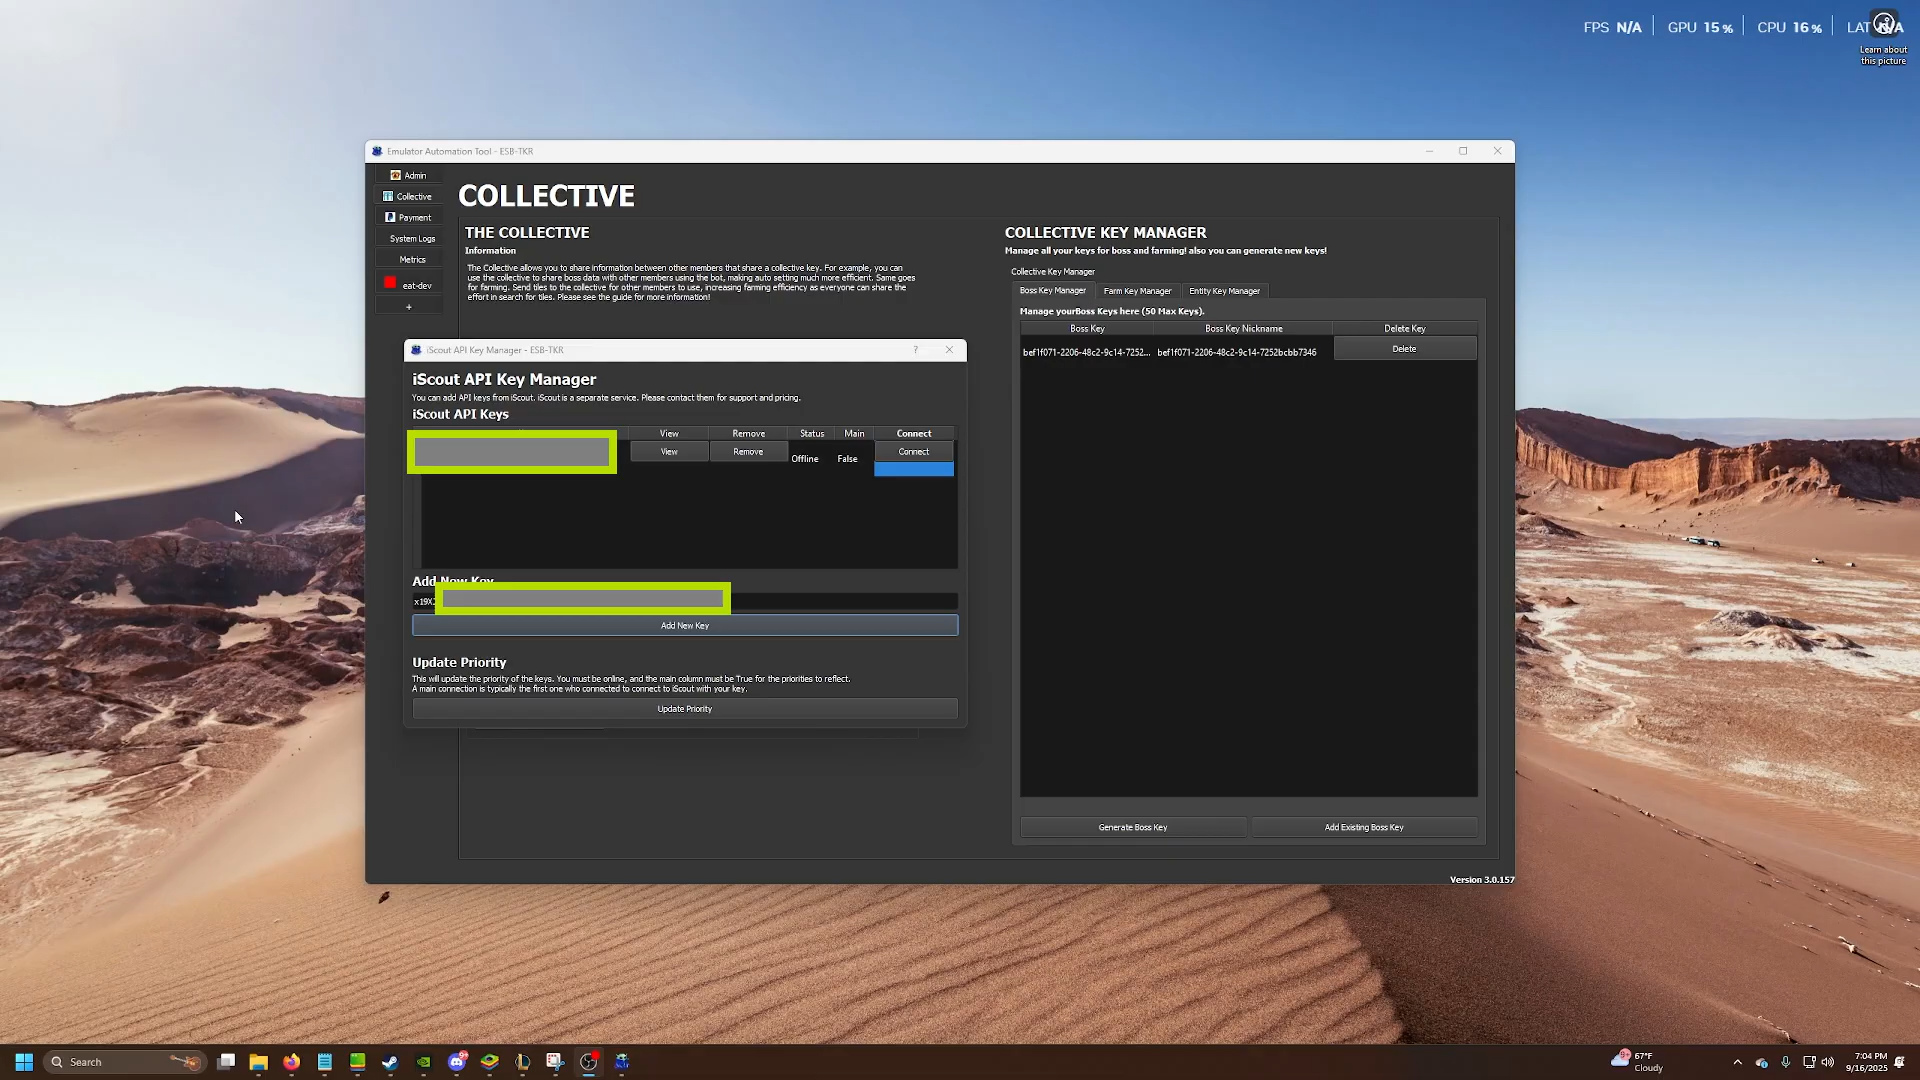 FPS N/A GPU 15 % CPU 16 % LAT N/A
Learn about
this picture
Emulator Automation Tool - ESB-TKR
Admin
Collective
Payment
System Logs
Metrics
eat-dev
+
COLLECTIVE
THE COLLECTIVE
Information
The Collective allows you to share information between other members that share a collective key. For example, you can
use the collective to share boss data with other members using the bot, making auto setting much more efficient. Same goes
for farming. Send tiles to the collective for other members to use, increasing farming efficiency as everyone can share the
effort in search for tiles. Please see the guide for more information!
iScout API Key Manager - ESB-TKR
?
iScout API Key Manager
You can add API keys from iScout. iScout is a separate service. Please contact them for support and pricing.
iScout API Keys
View Remove Status Main Connect
View Remove Offline False Connect
Add New Key
x19X
Add New Key
Update Priority
This will update the priority of the keys. You must be online, and the main column must be True for the priorities to reflect.
A main connection is typically the first one who connected to connect to iScout with your key.
Update Priority
COLLECTIVE KEY MANAGER
Manage all your keys for boss and farming! also you can generate new keys!
Collective Key Manager
Boss Key Manager Farm Key Manager Entity Key Manager
Manage yourBoss Keys here (50 Max Keys).
Boss Key Boss Key Nickname Delete Key
bef1f071-2206-48c2-9c14-7252... bef1f071-2206-48c2-9c14-7252bcbb7346 Delete
Generate Boss Key Add Existing Boss Key
Version 3.0.157
Search
67°F
Cloudy
7:04 PM
9/16/2025